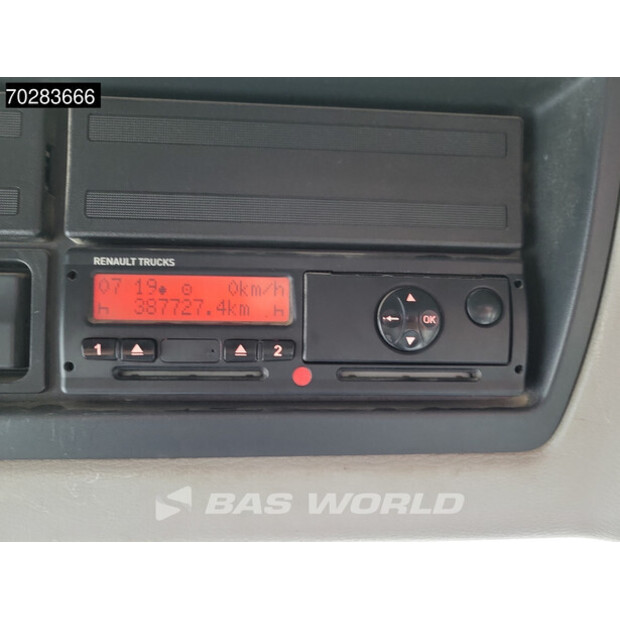 70283666
RENAULT TRUCKS
07 19 0km/h
h 387727.4km h
1 2
OK
BAS WORLD